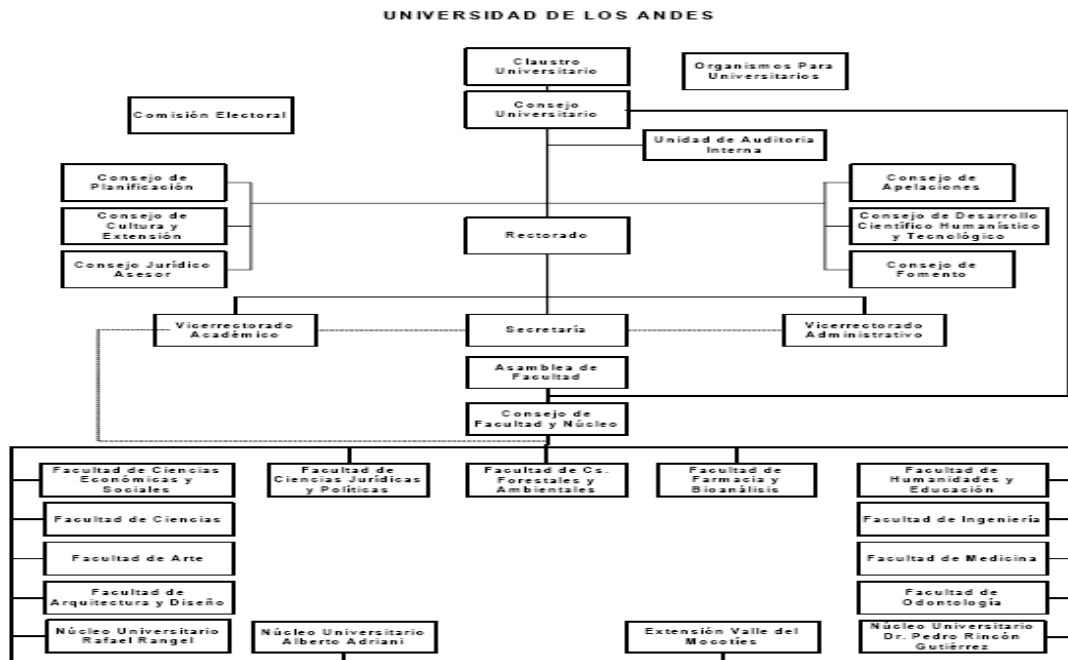 UNIVERSIDAD DE LOS ANDES
Claustro
Universitario
Organismos Para
Universitarios
Consejo
Universitario
Comisión Electoral
Unidad de Auditoria
Interna
Consejo de
Planificación
Consejo de
Apelaciones
Consejo de
Cultura y
Extensión
Rectorado
Consejo de Desarrollo
Científico Humanístico
y Tecnológico
Consejo Jurídico
Asesor
Consejo de
Fomento
Vicerrectorado
Académico
Secretaría
Vicerrectorado
Administrativo
Asamblea de
Facultad
Consejo de
Facultad y Núcleo
Facultad de Ciencias
Económicas y
Sociales
Facultad de
Ciencias Jurídicas
y Políticas
Facultad de Cs.
Forestales y
Ambientales
Facultad de
Farmacia y
Bioanálisis
Facultad de
Humanidades y
Educación
Facultad de Ciencias
Facultad de Ingeniería
Facultad de Arte
Facultad de Medicina
Facultad de
Arquitectura y Diseño
Facultad de
Odontología
Núcleo Universitario
Rafael Rangel
Núcleo Universitario
Alberto Adriani
Extensión Valle del
Mocoties
Núcleo Universitario
Dr. Pedro Rincón
Gutiérrez